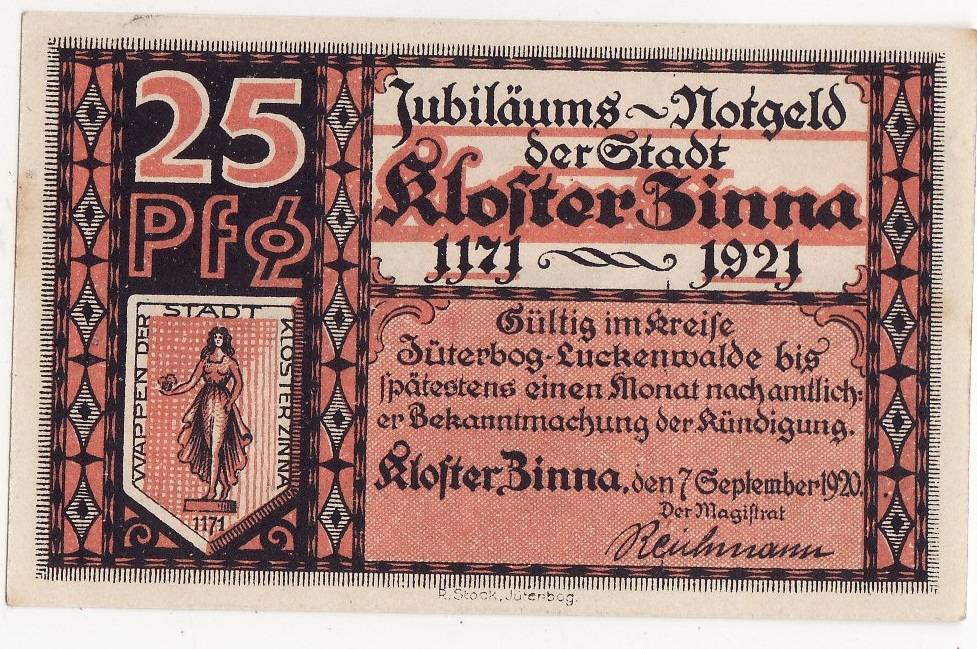 25
Pfg
Jubiläums~Notgeld
der Stadt
Kloster Zinna
1171 1921
WAPPEN DER STADT KLOSTER ZINNA
1171
Gültig im Kreise
Jüterbog-Luckenwalde bis
spätestens einen Monat nach amtlich-
er Bekanntmachung der Kündigung.
Kloster Zinna, den 7 September 1920.
Der Magistrat
Reichmann
R. Stock, Jüterbog.